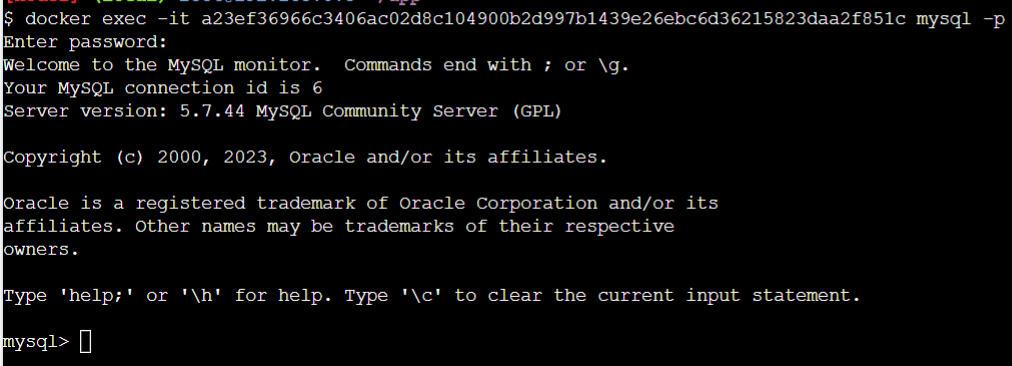 $ docker exec -it a23ef36966c3406ac02d8c104900b2d997b1439e26ebc6d36215823daa2f851c mysql -p
Enter password:
Welcome to the MySQL monitor.  Commands end with ; or \g.
Your MySQL connection id is 6
Server version: 5.7.44 MySQL Community Server (GPL)
Copyright (c) 2000, 2023, Oracle and/or its affiliates.
Oracle is a registered trademark of Oracle Corporation and/or its
affiliates. Other names may be trademarks of their respective
owners.
Type 'help;' or '\h' for help. Type '\c' to clear the current input statement.
mysql>